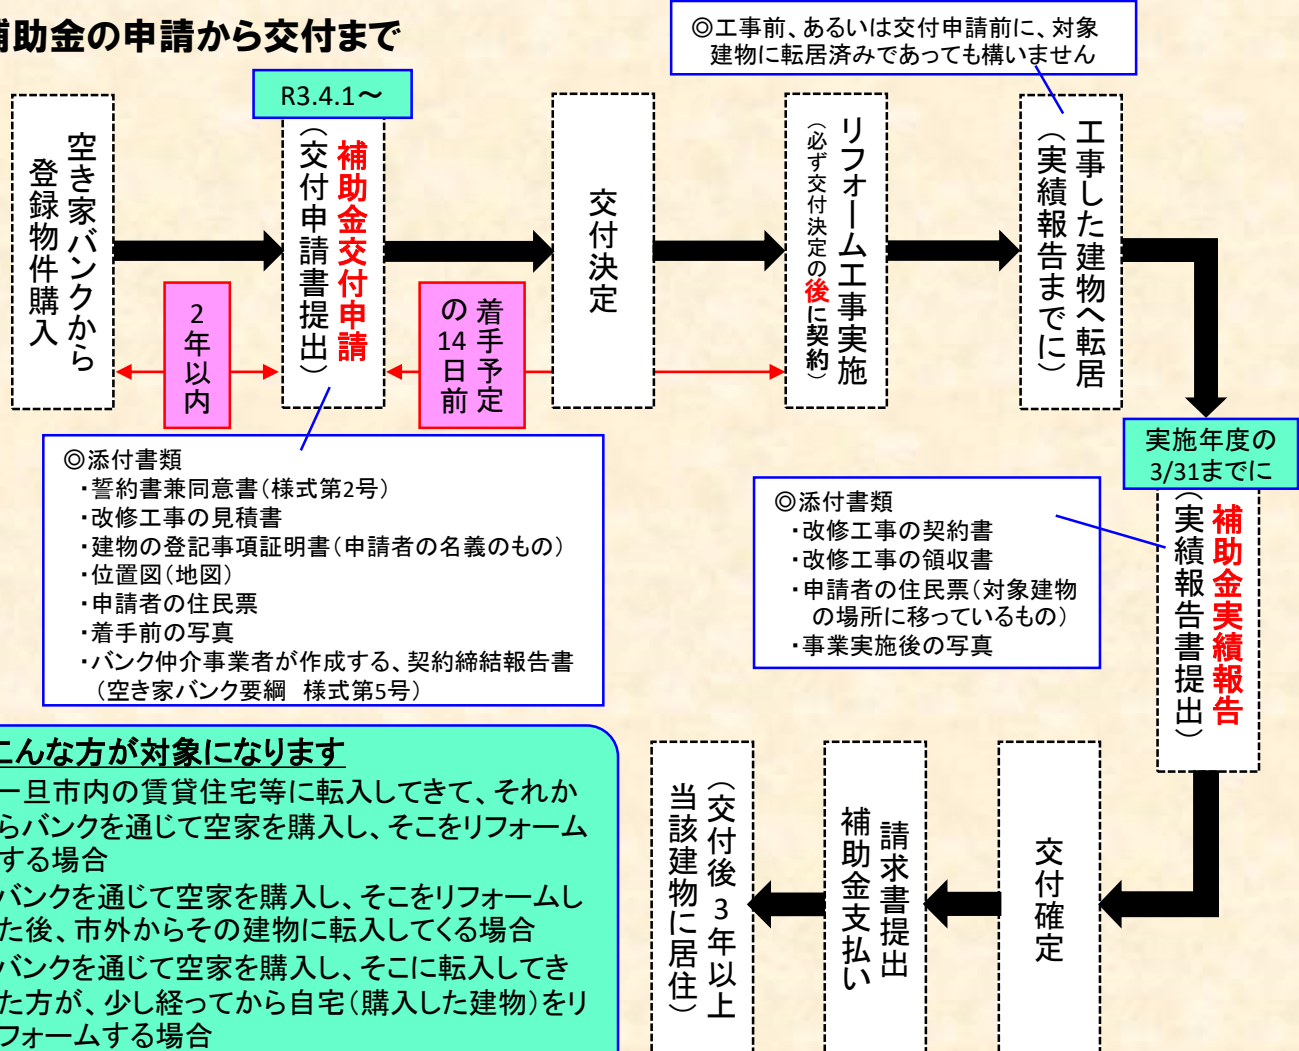 補助金の申請から交付まで
◎工事前、あるいは交付申請前に、対象
建物に転居済みであっても構いません
空き家バンクから
登録物件購入
2年以内
R3.4.1～
補助金交付申請
（交付申請書提出）
着手予定
の14日前
交付決定
リフォーム工事実施
（必ず交付決定の後に契約）
工事した建物へ転居
（実績報告までに）
◎添付書類
・誓約書兼同意書（様式第2号）
・改修工事の見積書
・建物の登記事項証明書（申請者の名義のもの）
・位置図（地図）
・申請者の住民票
・着手前の写真
・バンク仲介事業者が作成する、契約締結報告書
（空き家バンク要綱　様式第5号）
実施年度の
3/31までに
補助金実績報告
（実績報告書提出）
◎添付書類
・改修工事の契約書
・改修工事の領収書
・申請者の住民票（対象建物
の場所に移っているもの）
・事業実施後の写真
交付確定
請求書提出
補助金支払い
（交付後3年以上
当該建物に居住）
こんな方が対象になります
一旦市内の賃貸住宅等に転入してきて、それか
らバンクを通じて空家を購入し、そこをリフォーム
する場合
バンクを通じて空家を購入し、そこをリフォームし
た後、市外からその建物に転入してくる場合
バンクを通じて空家を購入し、そこに転入してき
た方が、少し経ってから自宅（購入した建物）をリ
フォームする場合